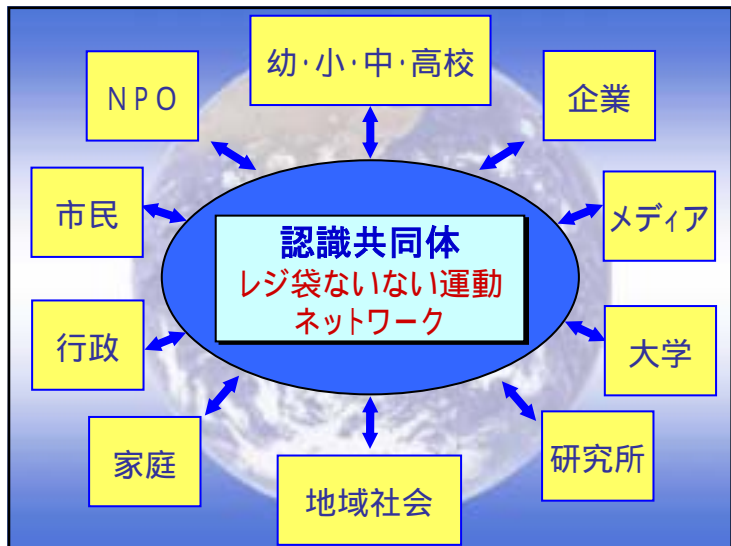 幼・小・中・高校
NPO
企業
市民
メディア
認識共同体
レジ袋ないない運動
ネットワーク
行政
大学
家庭
研究所
地域社会